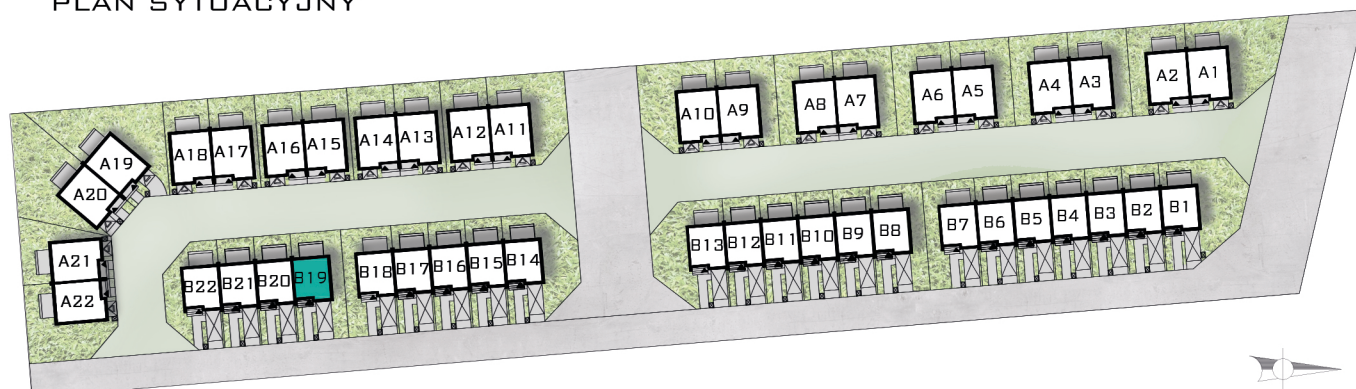 PLAN SYTUACYJNY
A22
A21
A20
A19
A18
A17
A16
A15
A14
A13
A12
A11
A10
A9
A8
A7
A6
A5
A4
A3
A2
A1
B22
B21
B20
B19
B18
B17
B16
B15
B14
B13
B12
B11
B10
B9
B8
B7
B6
B5
B4
B3
B2
B1